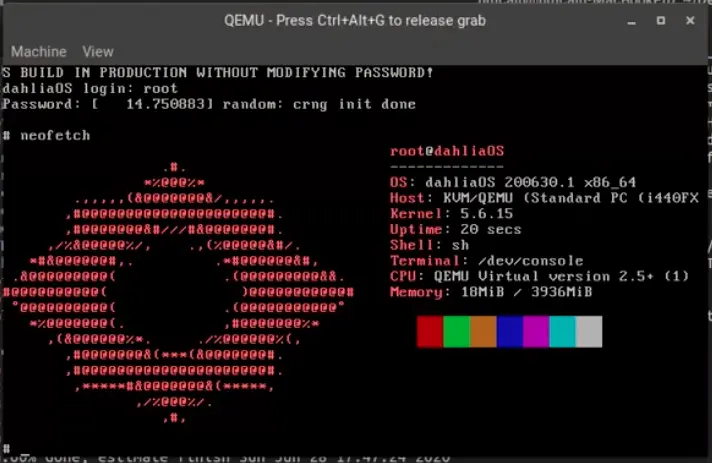 QEMU - Press Ctrl+Alt+G to release grab
Machine View
S BUILD IN PRODUCTION WITHOUT MODIFYING PASSWORD!
dahliaOS login: root
Password: [   14.750883] random: crng init done
# neofetch
root@dahliaOS
-------------
OS: dahliaOS 200630.1 x86_64
Host: KVM/QEMU (Standard PC (i440FX
Kernel: 5.6.15
Uptime: 20 secs
Shell: sh
Terminal: /dev/console
CPU: QEMU Virtual version 2.5+ (1)
Memory: 18MiB / 3936MiB
#
.00% done, estimate finish Sun Jun 28 17:47:24 2020